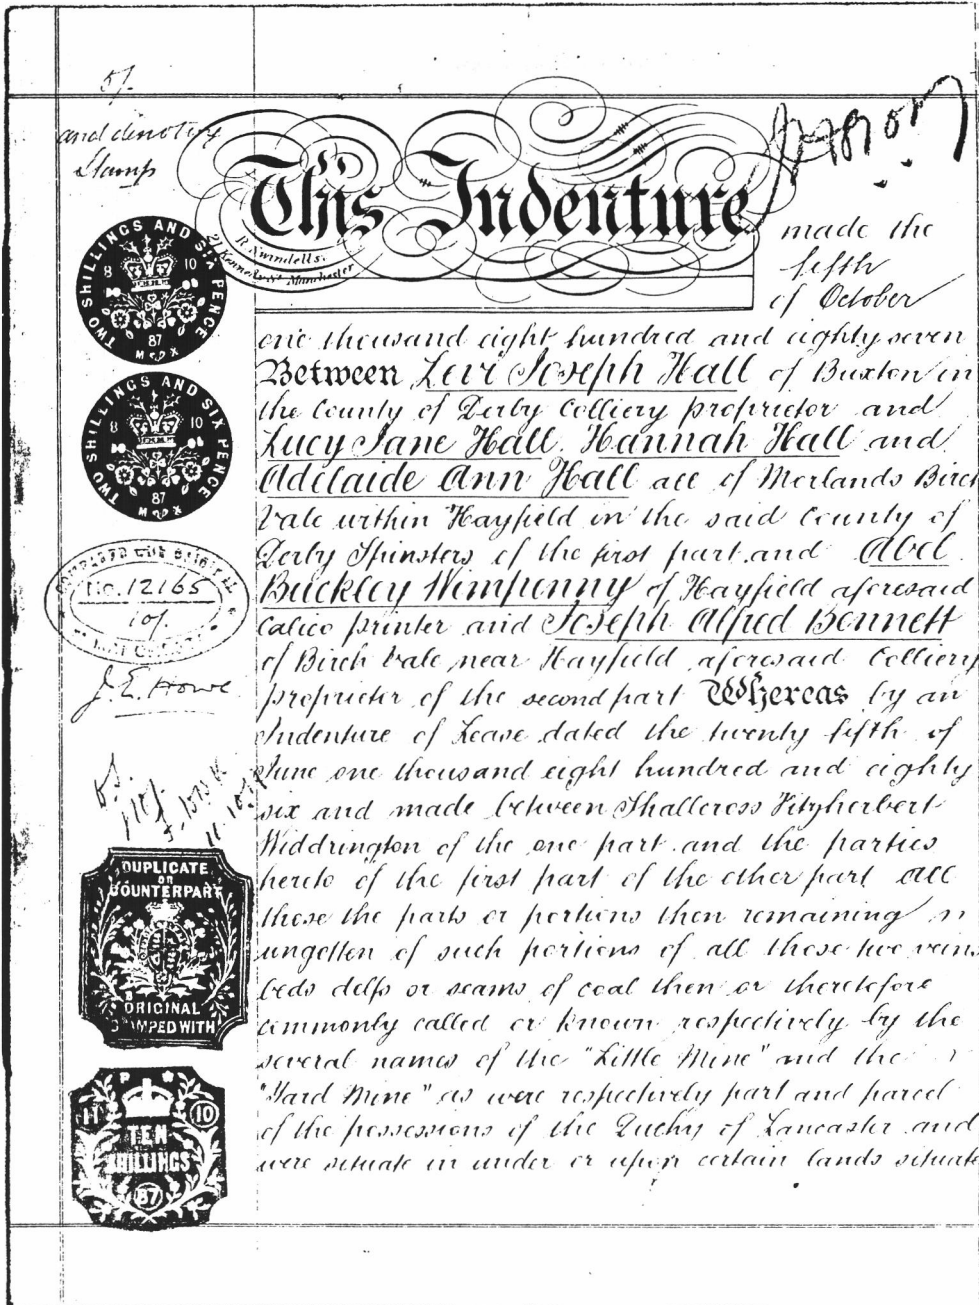 5/.
and denoting
Stamp
This Indenture
R. Swindells.
Manchester
made the
fifth
of October
one thousand eight hundred and eighty seven
Between Levi Joseph Hall of Buxton in
the County of Derby Colliery proprietor and
Lucy Jane Hall, Hannah Hall and
Adelaide Ann Hall all of Morlands Birch
Vale within Hayfield in the said County of
Derby Spinsters of the first part and Abel
Buckley Wimpenny of Hayfield aforesaid
Calico printer and Joseph Alfred Bennett
of Birch Vale near Hayfield aforesaid Colliery
proprietor of the second part Whereas by an
Indenture of Lease dated the twenty fifth of
June one thousand eight hundred and eighty
six and made between Shallcross Fitzherbert
Widdrington of the one part and the parties
hereto of the first part of the other part All
those the parts or portions then remaining
ungotten of such portions of all those two veins
beds delfs or seams of coal then or theretofore
commonly called or known respectively by the
several names of the "Little Mine" and the
"Yard Mine" as were respectively part and parcel
of the possessions of the Duchy of Lancaster and
were situate in under or upon certain lands situate
TWO SHILLINGS AND SIX PENCE
8 10
87
TWO SHILLINGS AND SIX PENCE
8 10
87
No. 12165
10/.
J. E. Howe
DUPLICATE
OR
COUNTERPART
ORIGINAL
STAMPED WITH
11 10
TEN
SHILLINGS
87